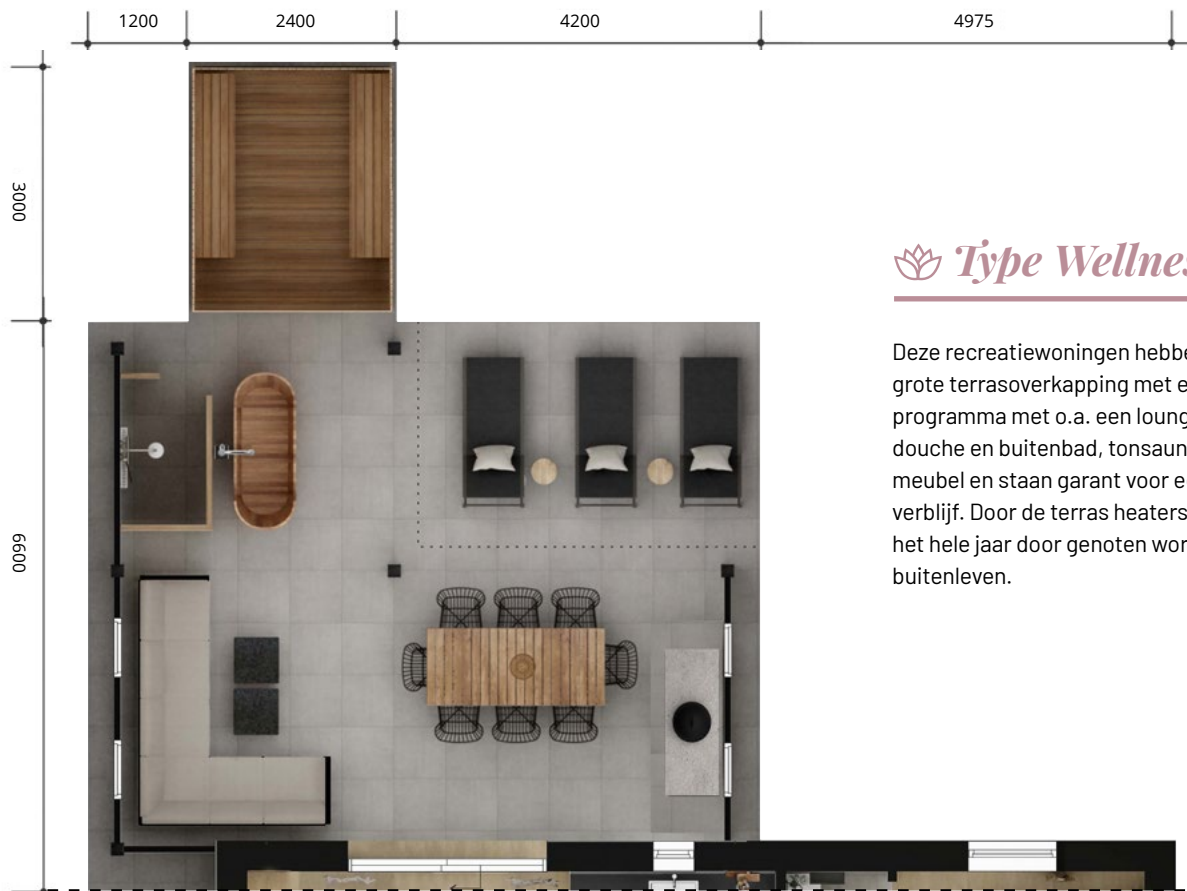 1200 2400 4200 4975
3000
6600
Type Wellnes
Deze recreatiewoningen hebbe
grote terrasoverkapping met e
programma met o.a. een loung
douche en buitenbad, tonsaun
meubel en staan garant voor e
verblijf. Door de terras heaters
het hele jaar door genoten wor
buitenleven.